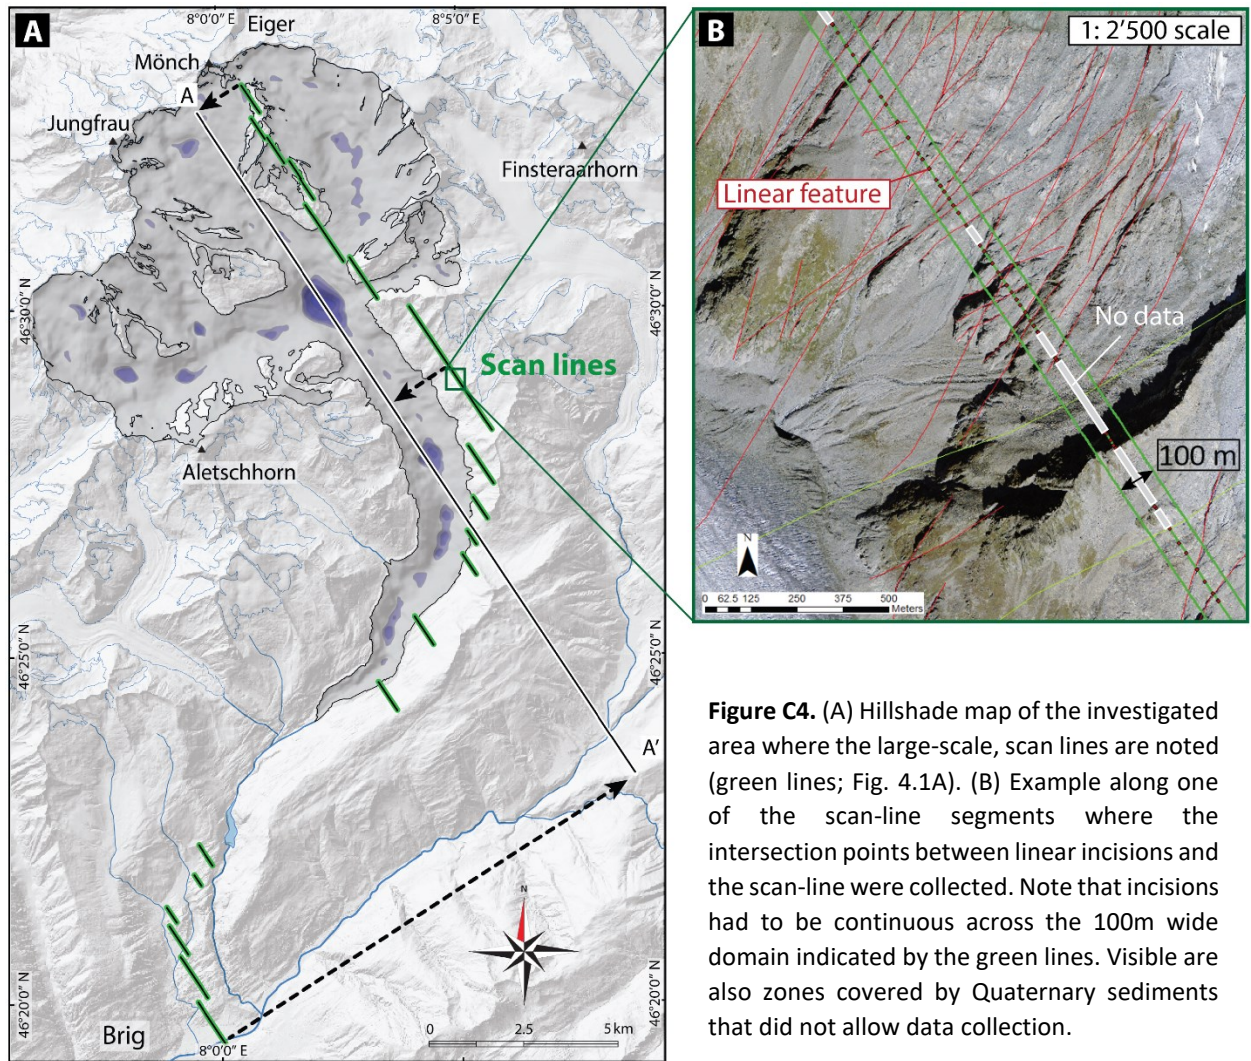 A
8°0'0" E
Eiger
8°5'0" E
Mönch
A
Jungfrau
Finsteraarhorn
46°30'0" N
46°30'0" N
Scan lines
Aletschhorn
46°25'0" N
46°25'0" N
A'
N
46°20'0" N
46°20'0" N
Brig
8°0'0" E
0 2.5 5 km
B
1: 2'500 scale
Linear feature
No data
100 m
N
0 62.5 125 250 375 500
Meters
Figure C4. (A) Hillshade map of the investigated
area where the large-scale, scan lines are noted
(green lines; Fig. 4.1A). (B) Example along one
of the scan-line segments where the
intersection points between linear incisions and
the scan-line were collected. Note that incisions
had to be continuous across the 100m wide
domain indicated by the green lines. Visible are
also zones covered by Quaternary sediments
that did not allow data collection.